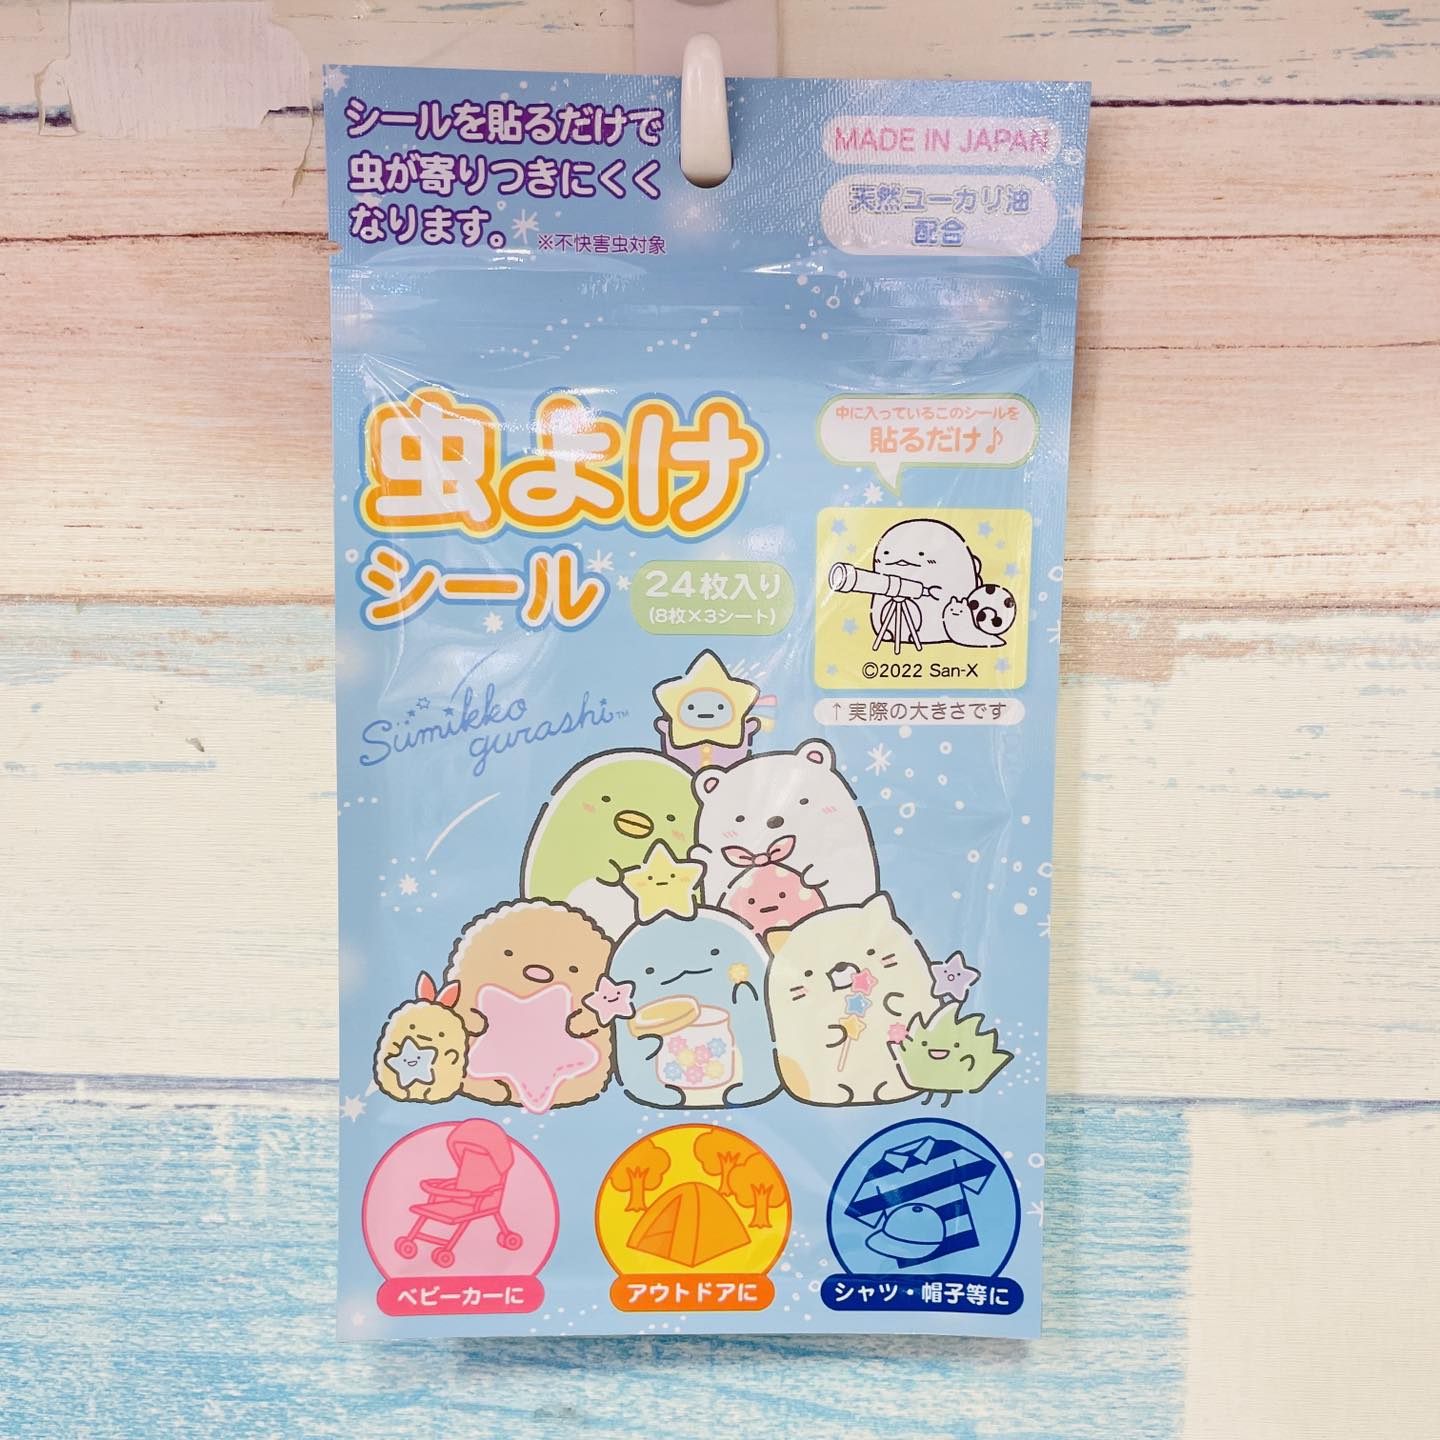 シールを貼るだけで
虫が寄りつきにくく
なります。
※不快害虫対象
MADE IN JAPAN
天然ユーカリ油
配合
虫よけ
シール
24枚入り
(8枚×3シート)
中に入っているこのシールを
貼るだけ♪
©2022 San-X
↑実際の大きさです
Sumikko
gurashi™
ベビーカーに
アウトドアに
シャツ・帽子等に